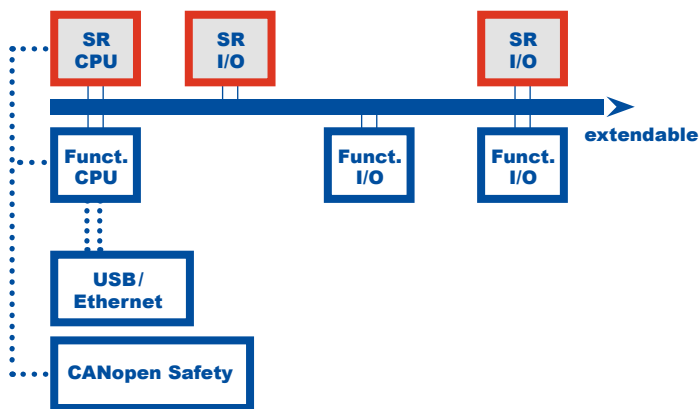 SR
CPU
SR
I/O
SR
I/O
extendable
Funct.
CPU
Funct.
I/O
Funct.
I/O
USB/
Ethernet
CANopen Safety